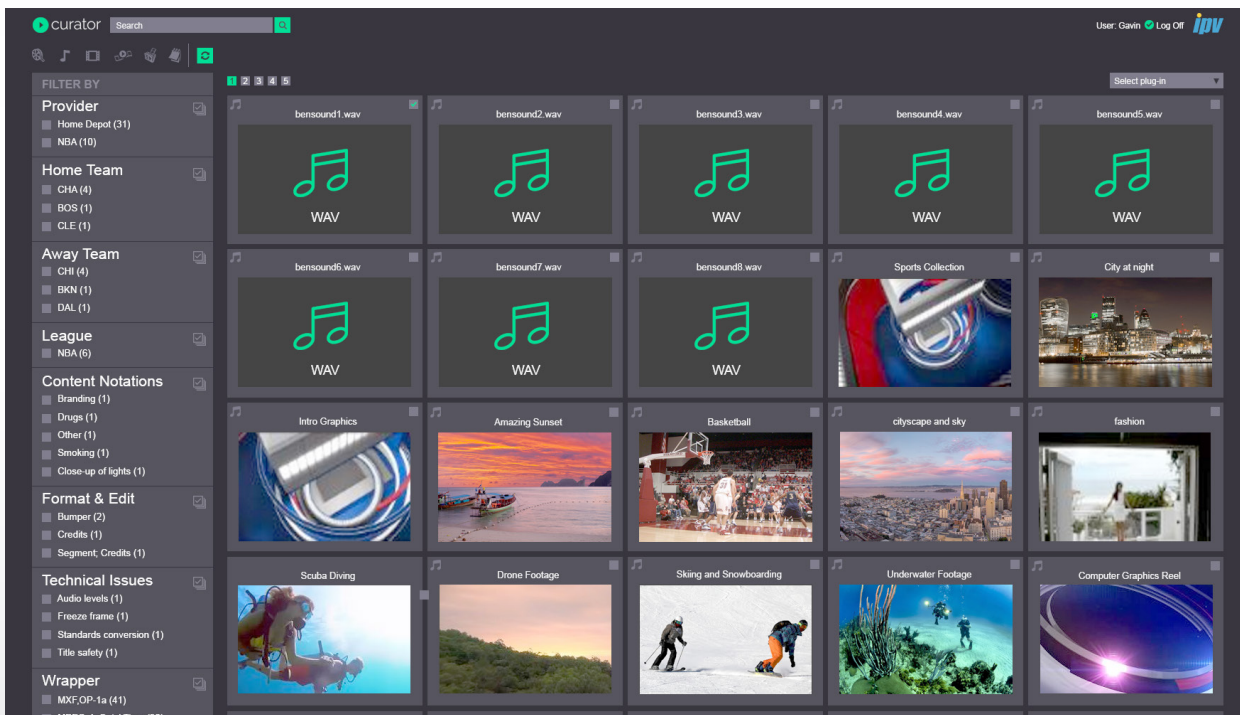 curator
Search
User: Gavin Log Off
ipv
FILTER BY
1 2 3 4 5
Select plug-in
Provider
Home Depot (31)
NBA (10)
Home Team
CHA (4)
BOS (1)
CLE (1)
Away Team
CHI (4)
BKN (1)
DAL (1)
League
NBA (6)
Content Notations
Branding (1)
Drugs (1)
Other (1)
Smoking (1)
Close-up of lights (1)
Format & Edit
Bumper (2)
Credits (1)
Segment; Credits (1)
Technical Issues
Audio levels (1)
Freeze frame (1)
Standards conversion (1)
Title safety (1)
Wrapper
MXF,OP-1a (41)
bensound1.wav
WAV
bensound2.wav
WAV
bensound3.wav
WAV
bensound4.wav
WAV
bensound5.wav
WAV
bensound6.wav
WAV
bensound7.wav
WAV
bensound8.wav
WAV
Sports Collection
City at night
Intro Graphics
Amazing Sunset
Basketball
cityscape and sky
fashion
Scuba Diving
Drone Footage
Skiing and Snowboarding
Underwater Footage
Computer Graphics Reel